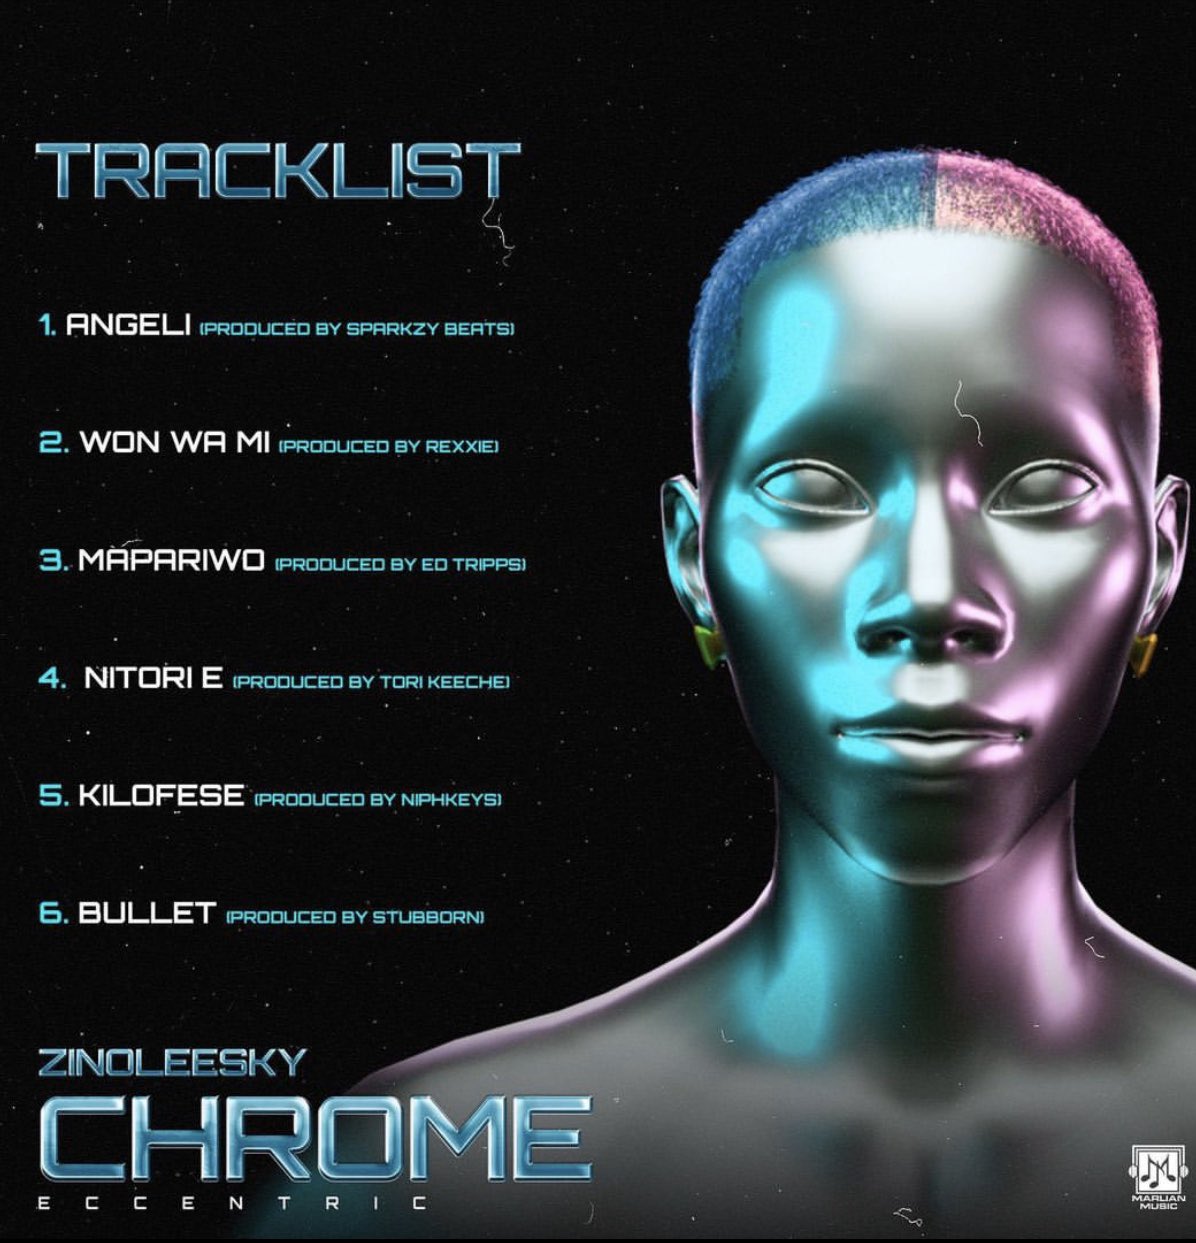 TRACKLIST
1. ANGELI (PRODUCED BY SPARKZY BEATS)
2. WON WA MI (PRODUCED BY REXXIE)
3. MAPARIWO (PRODUCED BY ED TRIPPS)
4. NITORI E (PRODUCED BY TORI KEECHE)
5. KILOFESE (PRODUCED BY NIPHKEYS)
6. BULLET (PRODUCED BY STUBBORN)
ZINOLEESKY
CHROME
ECCENTRIC
MARLIAN
MUSIC